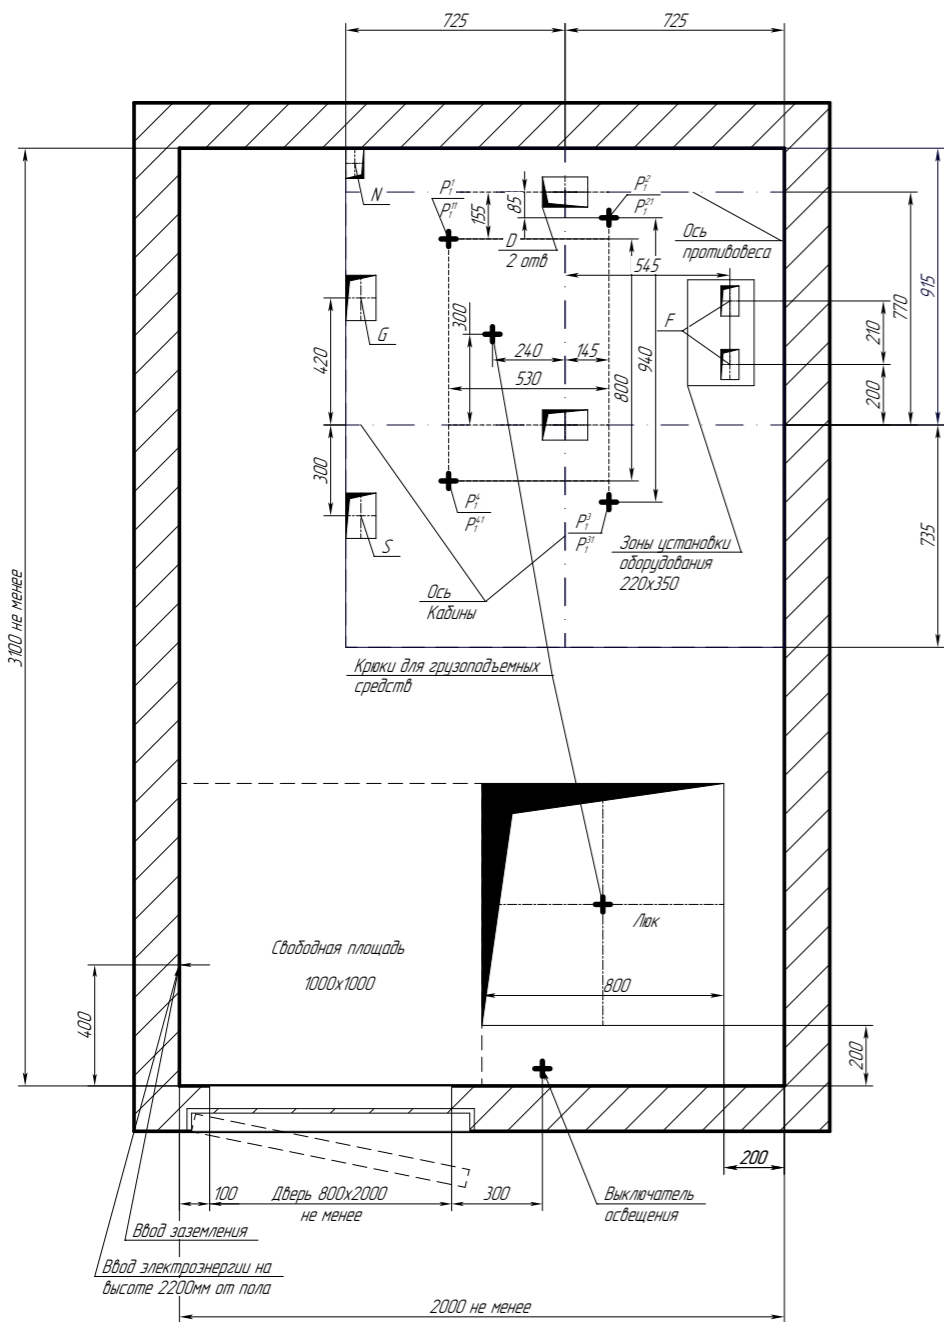 725
725
N
P₁¹
P₁¹¹
155
85
P₁²
P₁²¹
D
2 отв
Ось
противовеса
545
915
770
G
300
F
210
420
240
145
530
800
940
200
300
P₁⁴
P₁⁴¹
P₁³
P₁³¹
S
Зоны установки
оборудования
220х350
735
Ось
Кабины
3100 не менее
Крюки для грузоподъемных
средств
Люк
Свободная площадь
1000х1000
800
400
200
200
100
Дверь 800х2000
не менее
300
Выключатель
освещения
Ввод заземления
Ввод электроэнергии на
высоте 2200мм от пола
2000 не менее